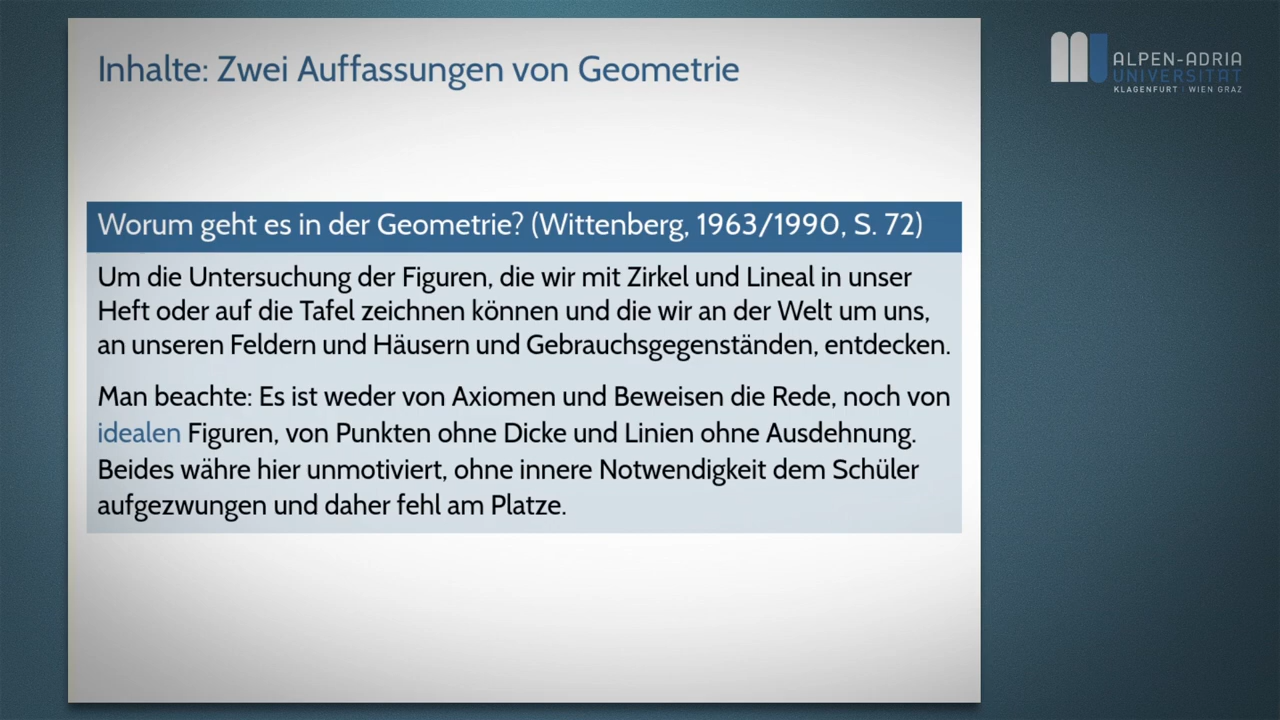 Inhalte: Zwei Auffassungen von Geometrie
ALPEN-ADRIA
UNIVERSITÄT
KLAGENFURT | WIEN GRAZ
Worum geht es in der Geometrie? (Wittenberg, 1963/1990, S. 72)
Um die Untersuchung der Figuren, die wir mit Zirkel und Lineal in unser
Heft oder auf die Tafel zeichnen können und die wir an der Welt um uns,
an unseren Feldern und Häusern und Gebrauchsgegenständen, entdecken.
Man beachte: Es ist weder von Axiomen und Beweisen die Rede, noch von
idealen Figuren, von Punkten ohne Dicke und Linien ohne Ausdehnung.
Beides währe hier unmotiviert, ohne innere Notwendigkeit dem Schüler
aufgezwungen und daher fehl am Platze.